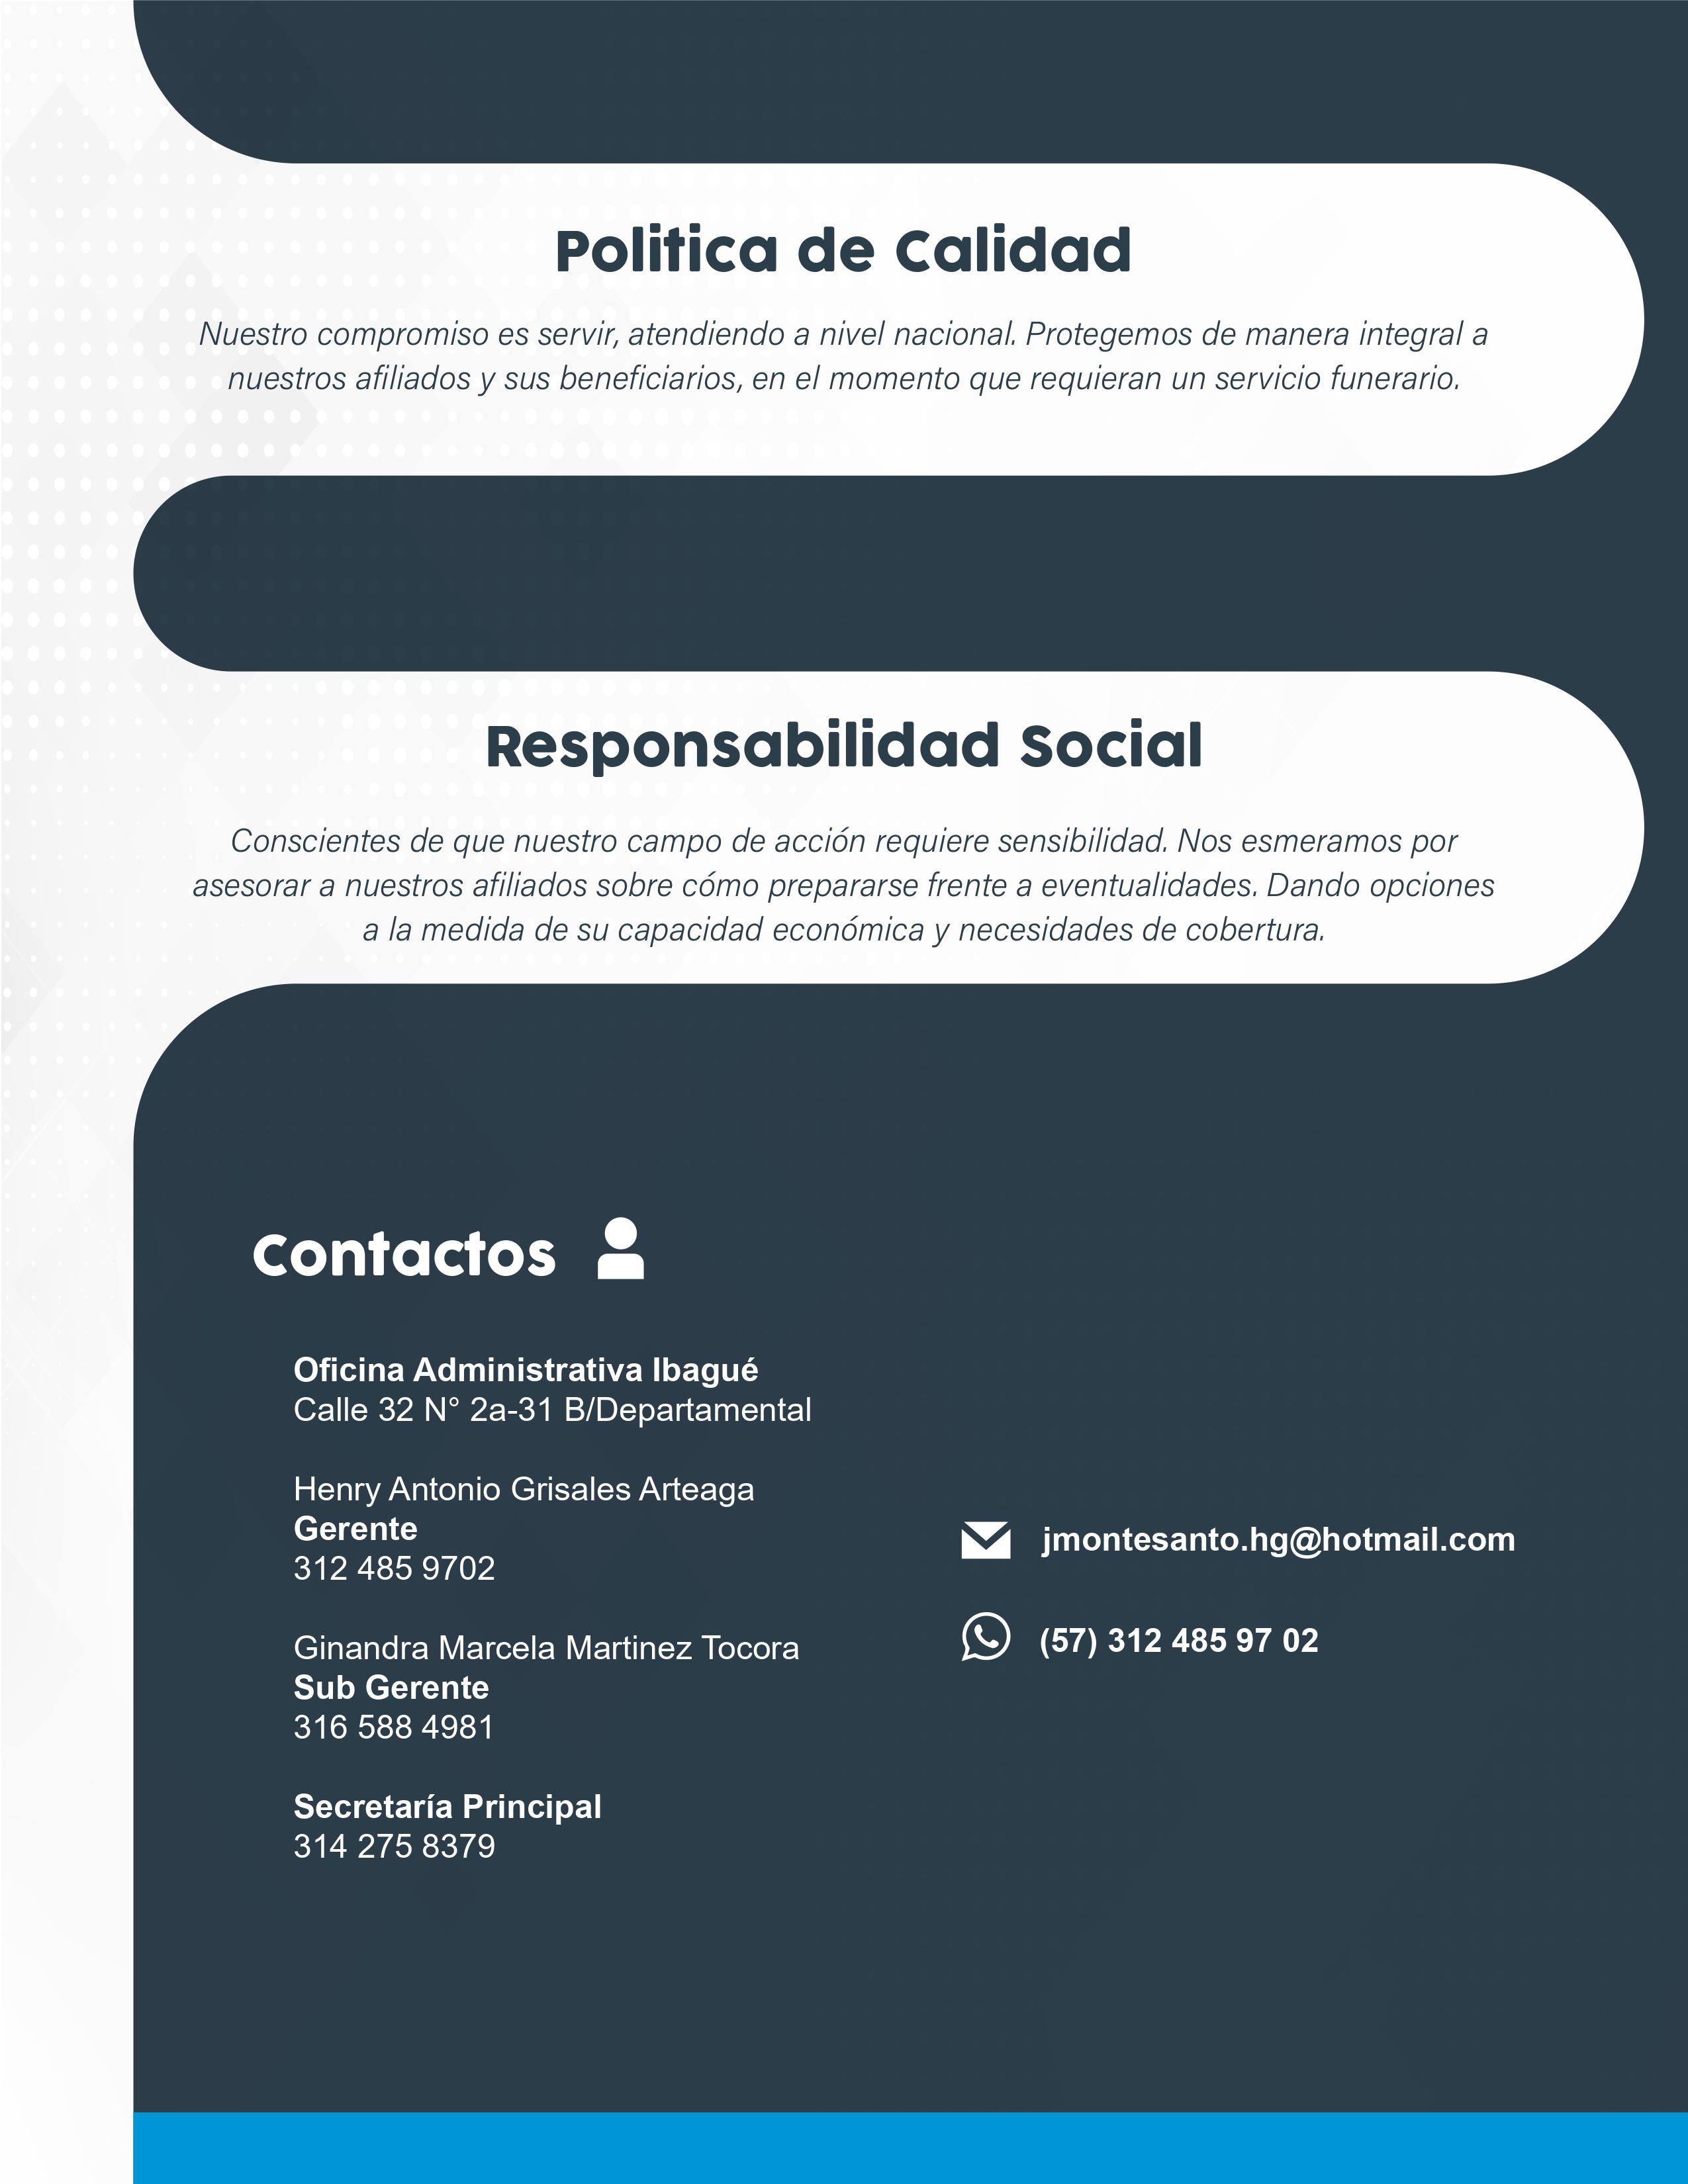 Politica de Calidad
Nuestro compromiso es servir, atendiendo a nivel nacional. Protegemos de manera integral a
nuestros afiliados y sus beneficiarios, en el momento que requieran un servicio funerario.
Responsabilidad Social
Conscientes de que nuestro campo de acción requiere sensibilidad. Nos esmeramos por
asesorar a nuestros afiliados sobre cómo prepararse frente a eventualidades. Dando opciones
a la medida de su capacidad económica y necesidades de cobertura.
Contactos
Oficina Administrativa Ibagué
Calle 32 N° 2a-31 B/Departamental
Henry Antonio Grisales Arteaga
Gerente
312 485 9702
Ginandra Marcela Martinez Tocora
Sub Gerente
316 588 4981
Secretaría Principal
314 275 8379
jmontesanto.hg@hotmail.com
(57) 312 485 97 02